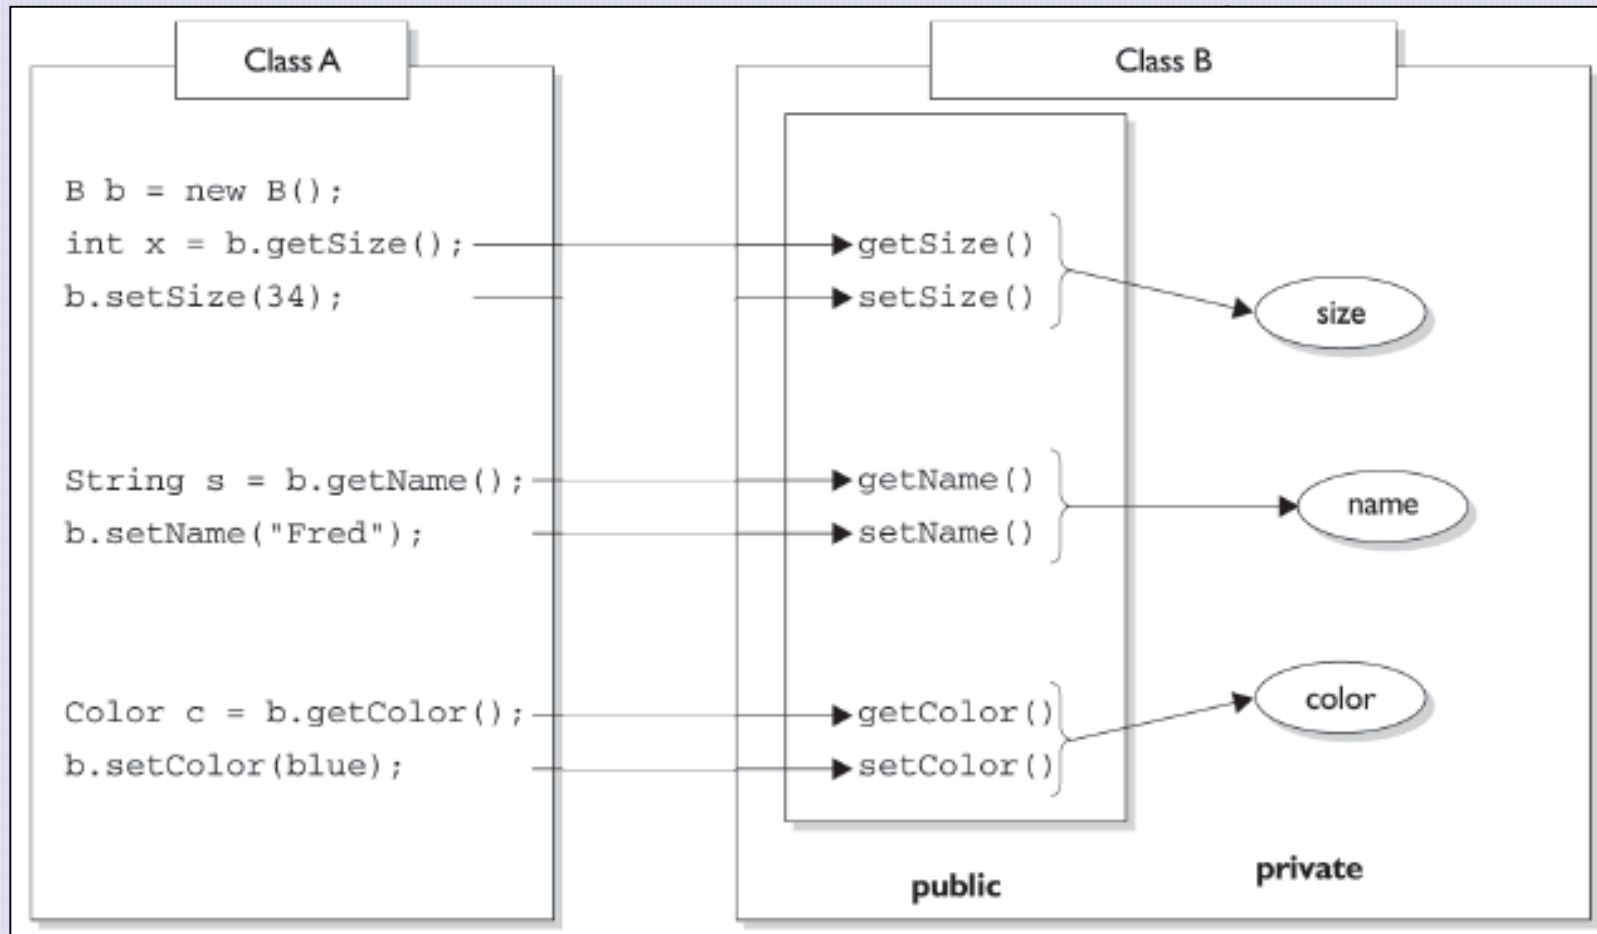 Class A
B b = new B();
int x = b.getSize();
b.setSize(34);
String s = b.getName();
b.setName("Fred");
Color c = b.getColor();
b.setColor(blue);
Class B
getSize()
setSize()
getName()
setName()
getColor()
setColor()
public
size
name
color
private